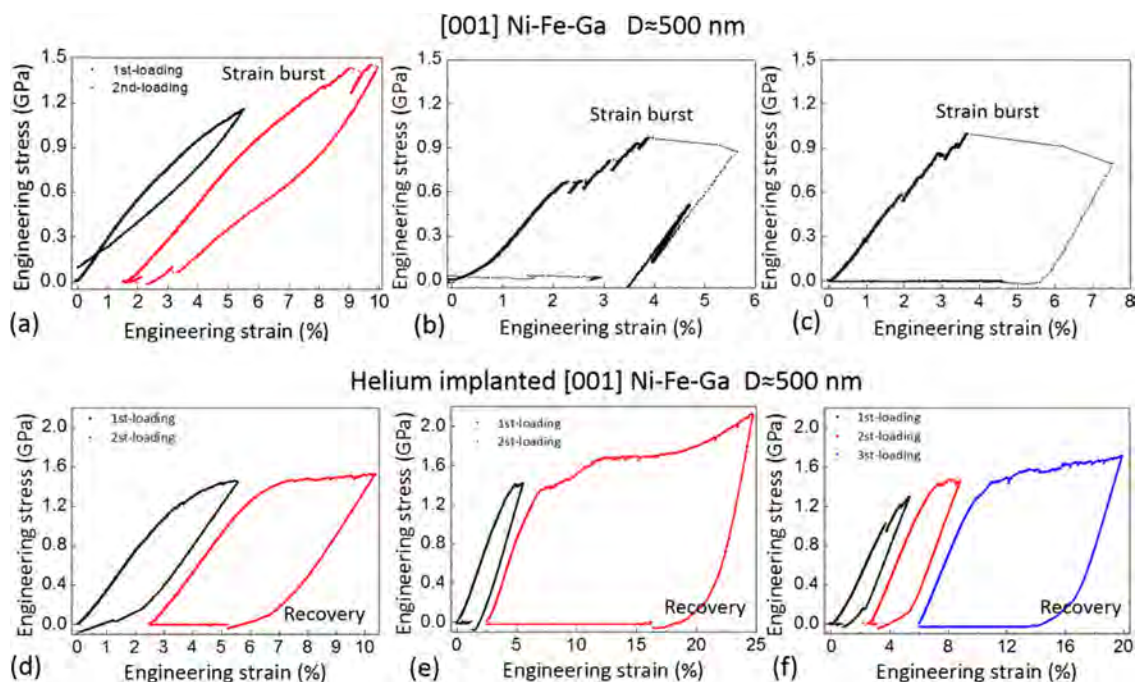 [001] Ni-Fe-Ga D≈500 nm
Engineering stress (GPa)
1.5
1.2
0.9
0.6
0.3
0.0
1st-loading
2nd-loading
Strain burst
0 1 2 3 4 5 6 7 8 9 10
Engineering strain (%)
(a)
Engineering stress (GPa)
1.5
1.2
0.9
0.6
0.3
0.0
Strain burst
0 1 2 3 4 5 6
Engineering strain (%)
(b)
Engineering stress (GPa)
1.5
1.2
0.9
0.6
0.3
0.0
Strain burst
0 1 2 3 4 5 6 7 8
Engineering strain (%)
(c)
Helium implanted [001] Ni-Fe-Ga D≈500 nm
Engineering stress (GPa)
2.0
1.6
1.2
0.8
0.4
0.0
1st-loading
2st-loading
Recovery
0 1 2 3 4 5 6 7 8 9 10
Engineering strain (%)
(d)
Engineering stress (GPa)
2.0
1.6
1.2
0.8
0.4
0.0
1st-loading
2st-loading
Recovery
0 5 10 15 20 25
Engineering strain (%)
(e)
Engineering stress (GPa)
2.0
1.6
1.2
0.8
0.4
0.0
1st-loading
2st-loading
3st-loading
Recovery
0 4 8 12 16 20
Engineering strain (%)
(f)